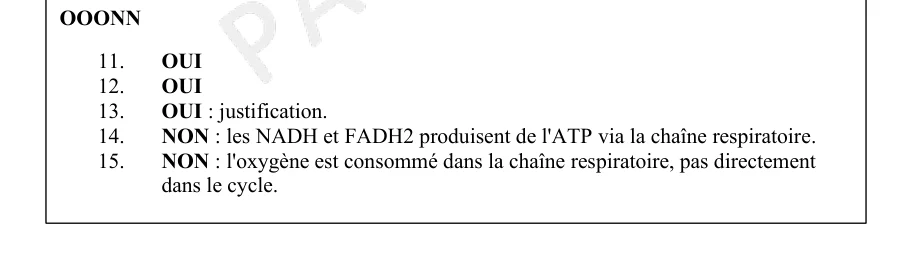 OOONN
11. OUI
12. OUI
13. OUI : justification.
14. NON : les NADH et FADH2 produisent de l'ATP via la chaîne respiratoire.
15. NON : l'oxygène est consommé dans la chaîne respiratoire, pas directement
dans le cycle.
PA